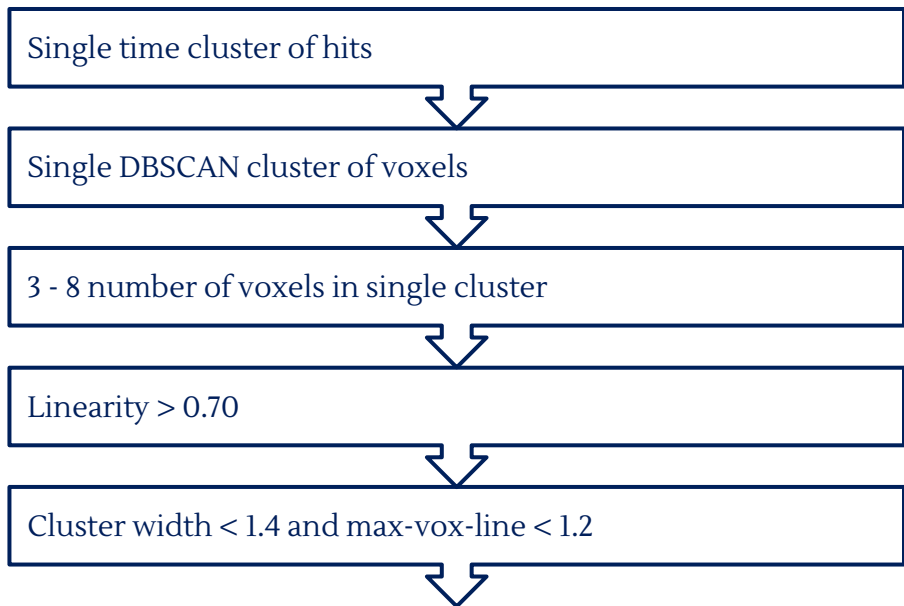 Single time cluster of hits
Single DBSCAN cluster of voxels
3 - 8 number of voxels in single cluster
Linearity > 0.70
Cluster width < 1.4 and max-vox-line < 1.2